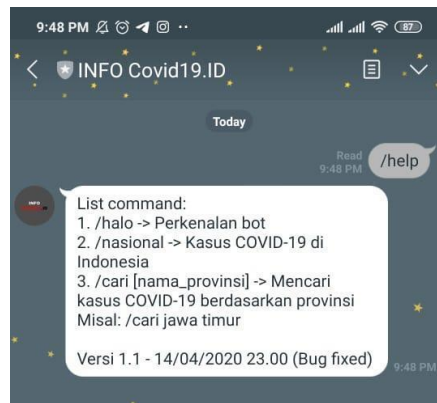 9:48 PM
87
INFO Covid19.ID
Today
Read
9:48 PM
/help
List command:
1. /halo -> Perkenalan bot
2. /nasional -> Kasus COVID-19 di
Indonesia
3. /cari [nama_provinsi] -> Mencari
kasus COVID-19 berdasarkan provinsi
Misal: /cari jawa timur
Versi 1.1 - 14/04/2020 23.00 (Bug fixed)
9:48 PM